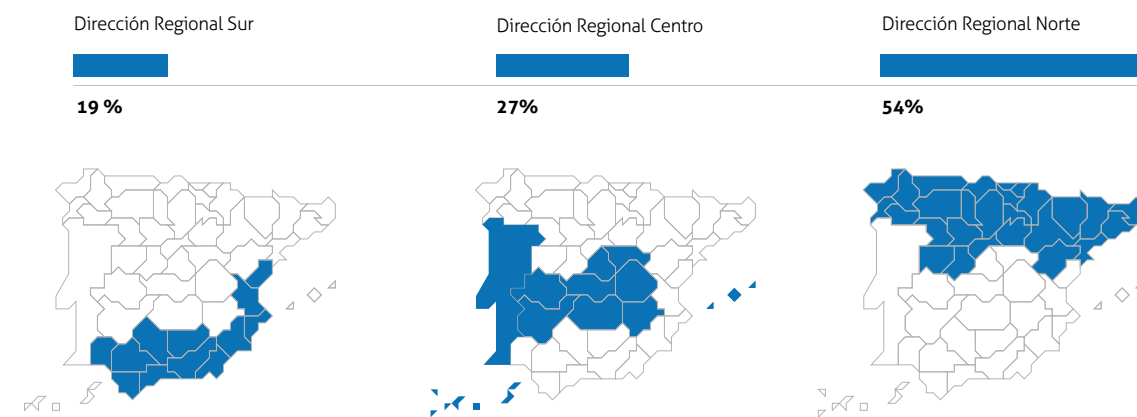 Dirección Regional Sur
19 %
Dirección Regional Centro
27%
Dirección Regional Norte
54%